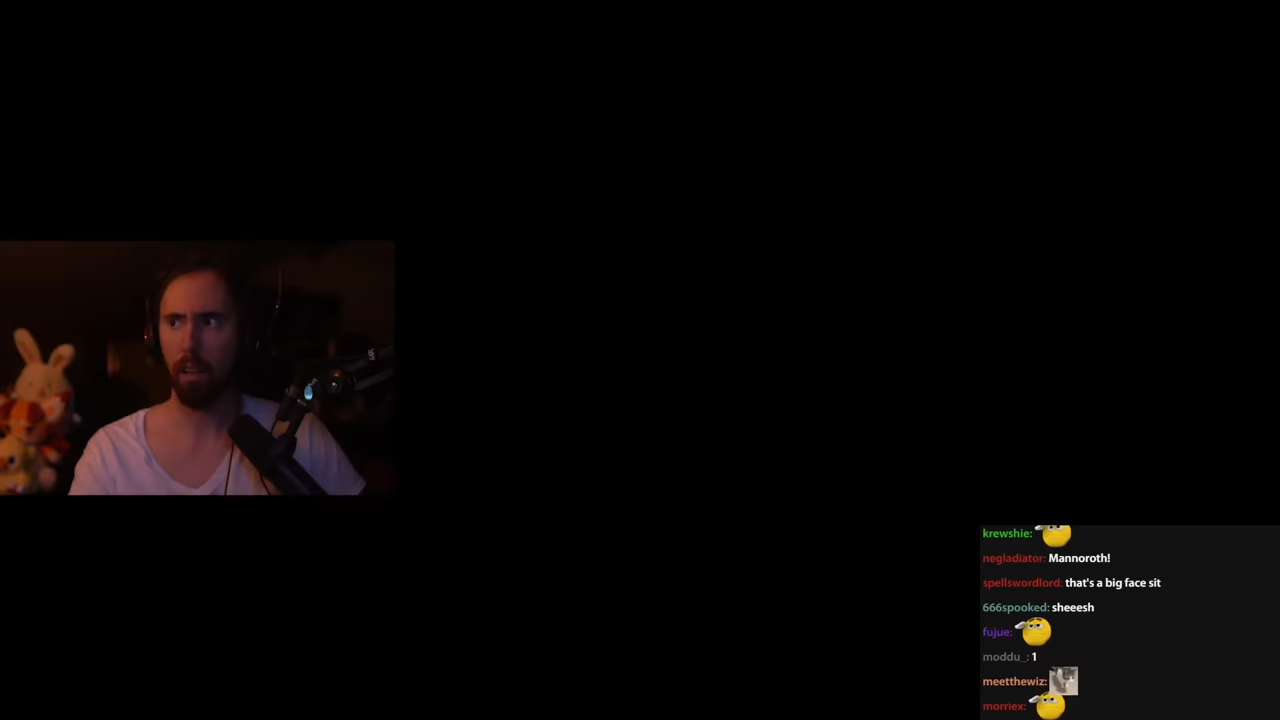 krewshie:
negladiator: Mannoroth!
spellswordlord: that's a big face sit
666spooked: sheeesh
fujue:
moddu_: 1
meetthewiz:
morriex: